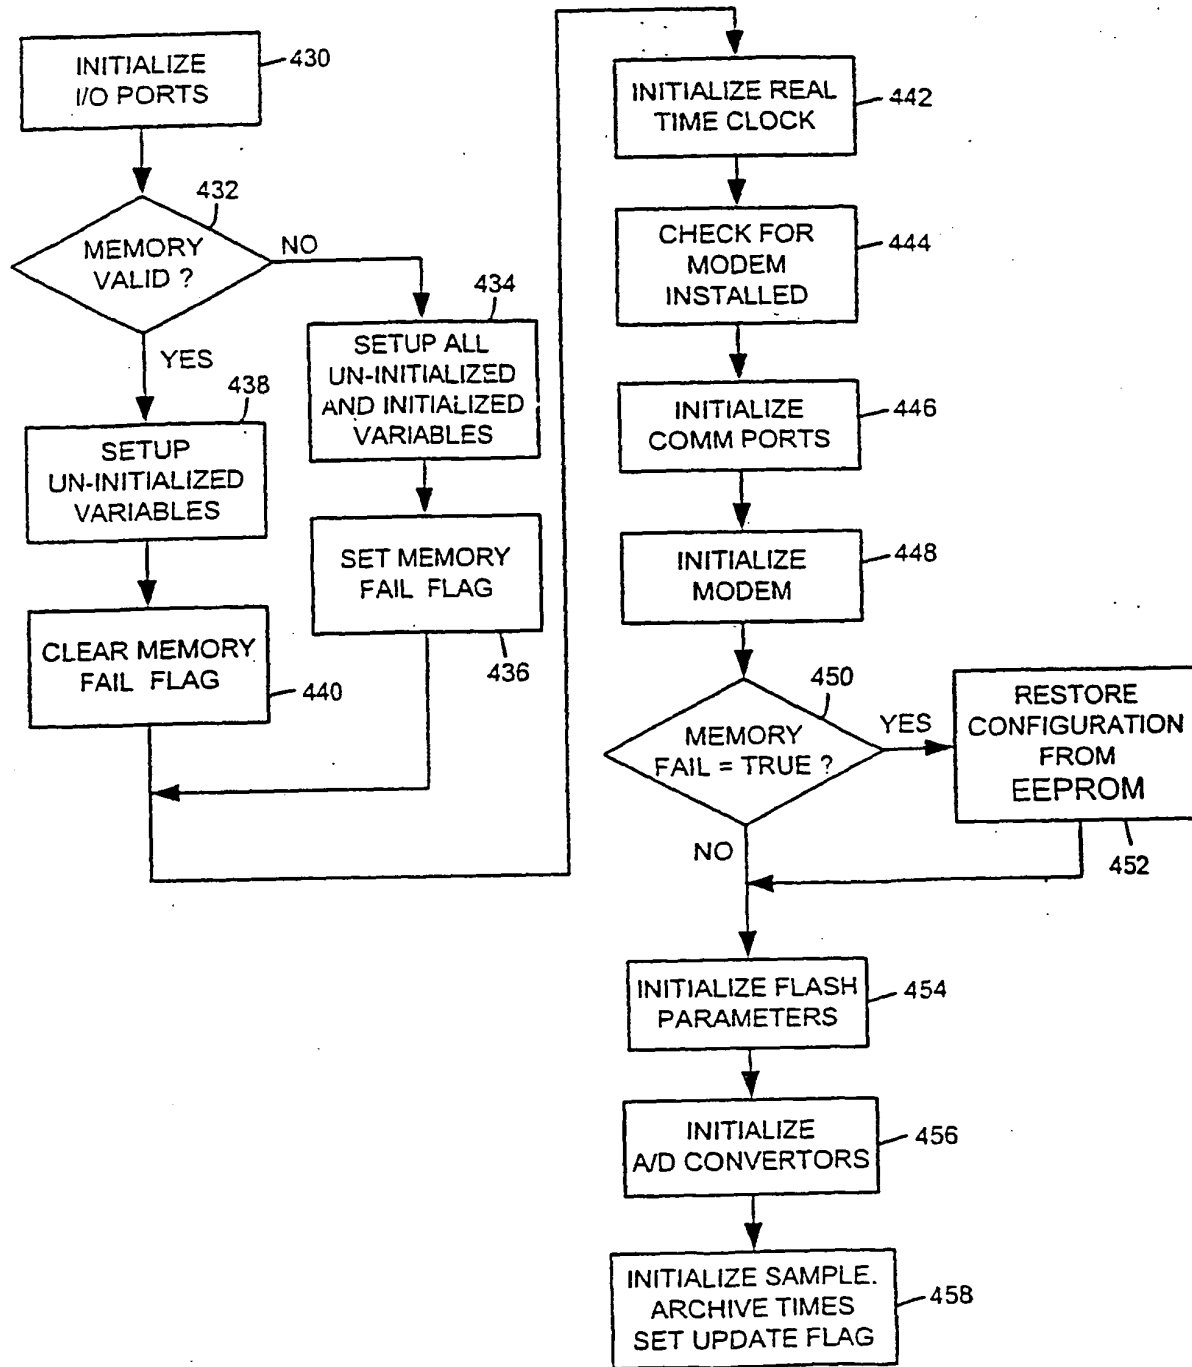 INITIALIZE
I/O PORTS
430
432
MEMORY
VALID ?
NO
YES
434
SETUP ALL
UN-INITIALIZED
AND INITIALIZED
VARIABLES
438
SETUP
UN-INITIALIZED
VARIABLES
SET MEMORY
FAIL FLAG
436
CLEAR MEMORY
FAIL FLAG
440
INITIALIZE REAL
TIME CLOCK
442
CHECK FOR
MODEM
INSTALLED
444
INITIALIZE
COMM PORTS
446
INITIALIZE
MODEM
448
450
MEMORY
FAIL = TRUE ?
YES
NO
RESTORE
CONFIGURATION
FROM
EEPROM
452
INITIALIZE FLASH
PARAMETERS
454
INITIALIZE
A/D CONVERTORS
456
INITIALIZE SAMPLE.
ARCHIVE TIMES
SET UPDATE FLAG
458